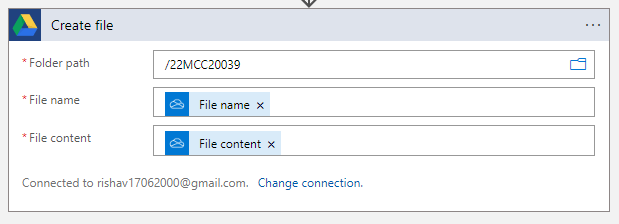 Create file
...
* Folder path
/22MCC20039
* File name
File name ×
* File content
File content ×
Connected to rishav17062000@gmail.com. Change connection.